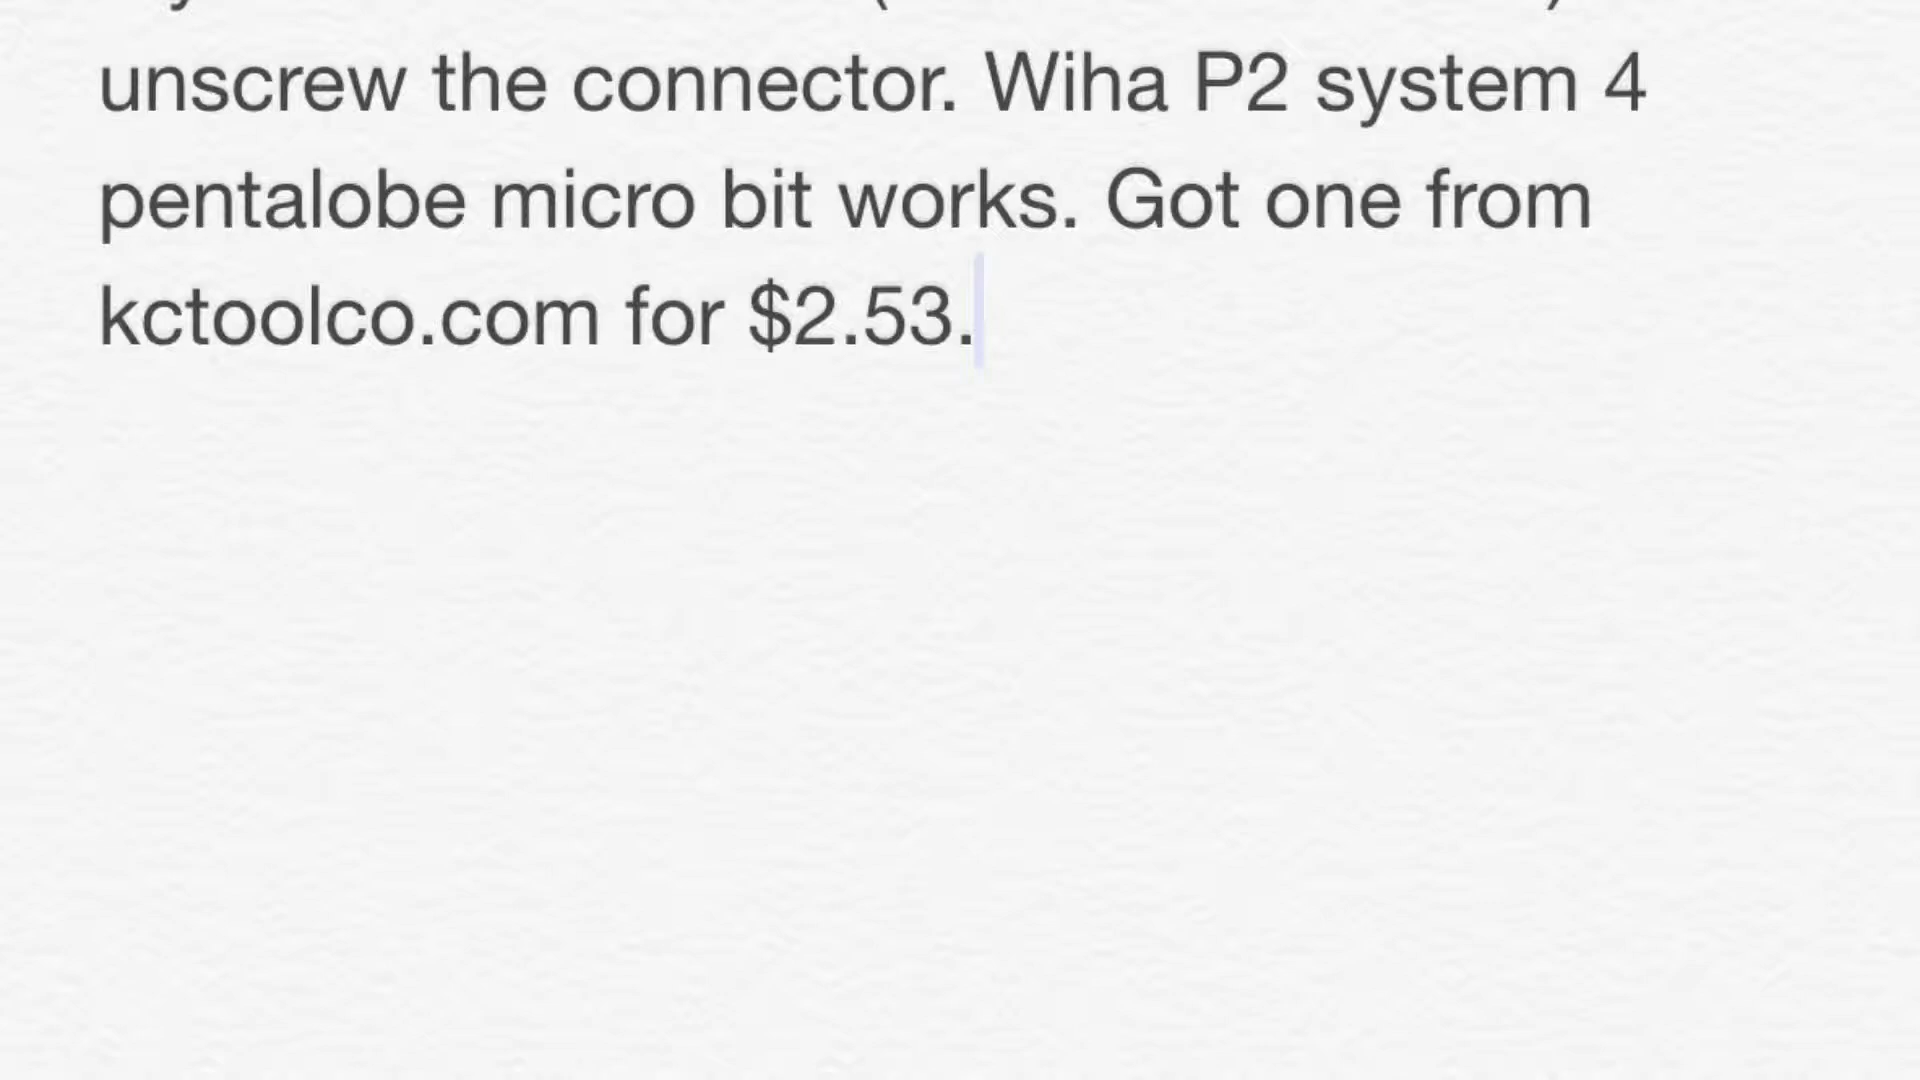 unscrew the connector. Wiha P2 system 4
pentalobe micro bit works. Got one from
kctoolco.com for $2.53.